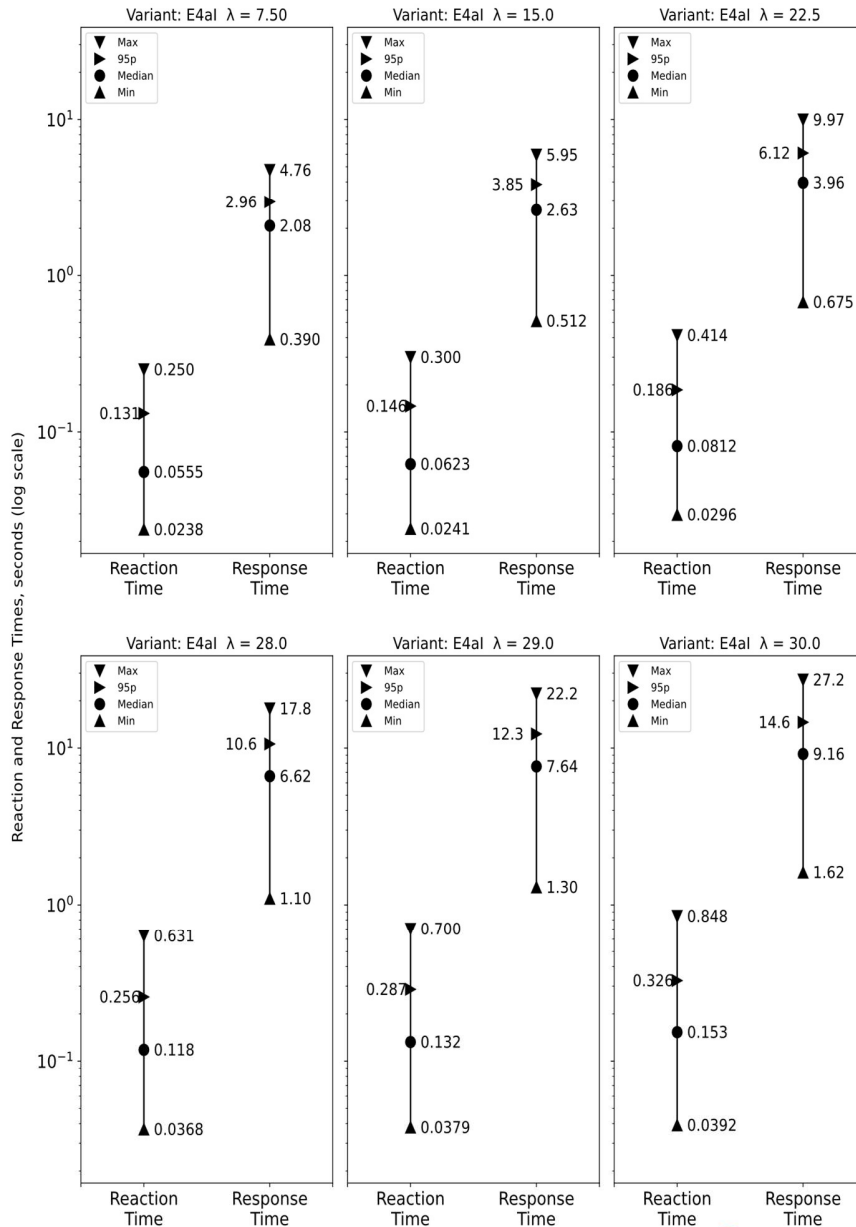 Variant: E4al λ = 7.50
Max
95p
Median
Min
4.76
2.96
2.08
0.390
0.250
0.131
0.0555
0.0238
10¹
10⁰
10⁻¹
Reaction Time
Response Time
Variant: E4al λ = 15.0
Max
95p
Median
Min
5.95
3.85
2.63
0.512
0.300
0.146
0.0623
0.0241
Reaction Time
Response Time
Variant: E4al λ = 22.5
Max
95p
Median
Min
9.97
6.12
3.96
0.675
0.414
0.186
0.0812
0.0296
Reaction Time
Response Time
Reaction and Response Times, seconds (log scale)
Variant: E4al λ = 28.0
Max
95p
Median
Min
17.8
10.6
6.62
1.10
0.631
0.256
0.118
0.0368
10¹
10⁰
10⁻¹
Reaction Time
Response Time
Variant: E4al λ = 29.0
Max
95p
Median
Min
22.2
12.3
7.64
1.30
0.700
0.287
0.132
0.0379
Reaction Time
Response Time
Variant: E4al λ = 30.0
Max
95p
Median
Min
27.2
14.6
9.16
1.62
0.848
0.326
0.153
0.0392
Reaction Time
Response Time